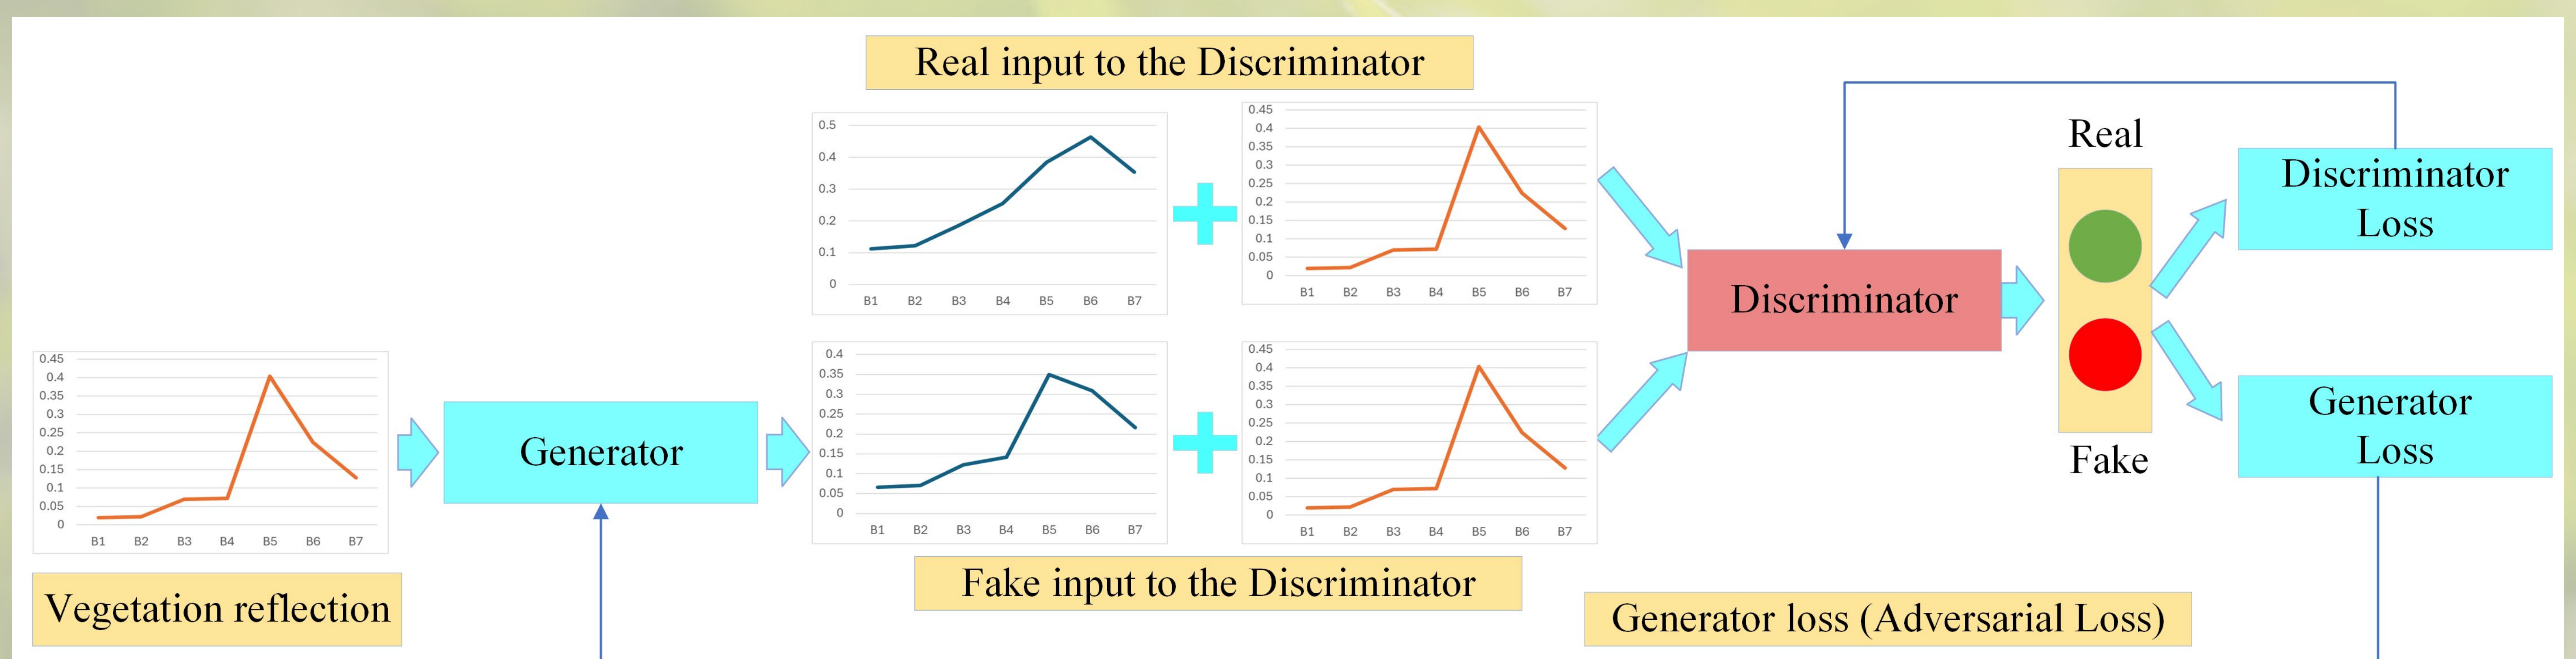 Real input to the Discriminator
0.5
0.4
0.3
0.2
0.1
0
B1 B2 B3 B4 B5 B6 B7
0.45
0.4
0.35
0.3
0.25
0.2
0.15
0.1
0.05
0
B1 B2 B3 B4 B5 B6 B7
0.45
0.4
0.35
0.3
0.25
0.2
0.15
0.1
0.05
0
B1 B2 B3 B4 B5 B6 B7
Vegetation reflection
Generator
0.4
0.35
0.3
0.25
0.2
0.15
0.1
0.05
0
B1 B2 B3 B4 B5 B6 B7
0.45
0.4
0.35
0.3
0.25
0.2
0.15
0.1
0.05
0
B1 B2 B3 B4 B5 B6 B7
Fake input to the Discriminator
Discriminator
Real
Fake
Discriminator
Loss
Generator
Loss
Generator loss (Adversarial Loss)